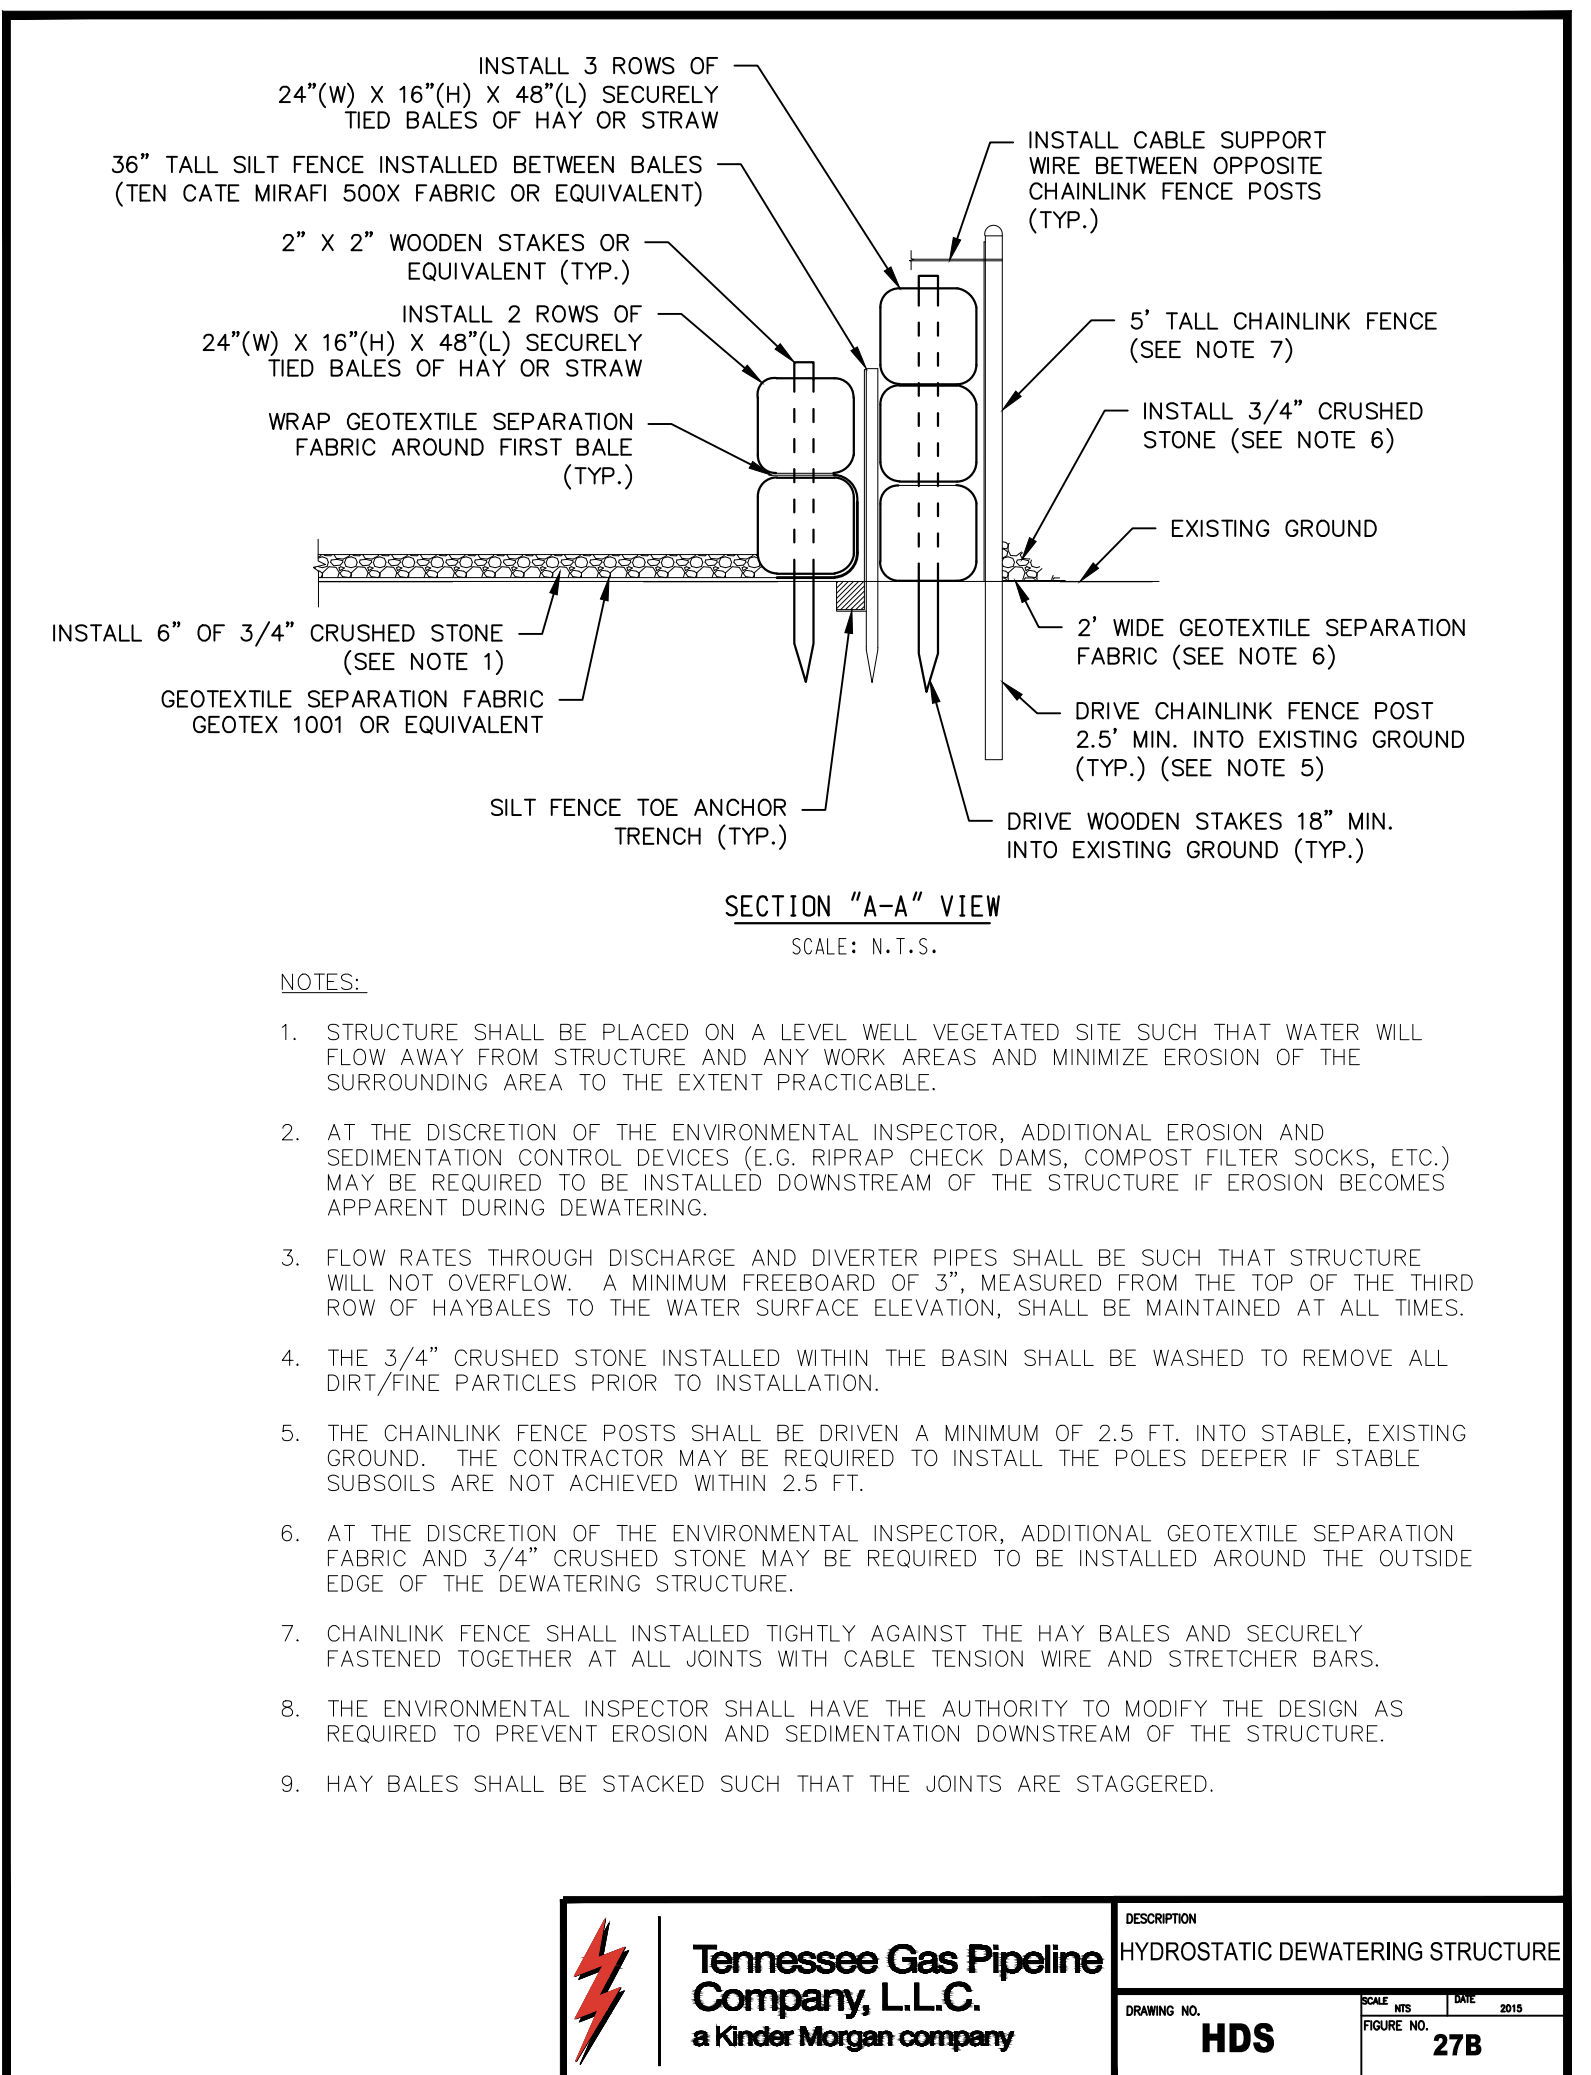 INSTALL 3 ROWS OF
24"(W) X 16"(H) X 48"(L) SECURELY
TIED BALES OF HAY OR STRAW
36" TALL SILT FENCE INSTALLED BETWEEN BALES
(TEN CATE MIRAFI 500X FABRIC OR EQUIVALENT)
2" X 2" WOODEN STAKES OR
EQUIVALENT (TYP.)
INSTALL 2 ROWS OF
24"(W) X 16"(H) X 48"(L) SECURELY
TIED BALES OF HAY OR STRAW
WRAP GEOTEXTILE SEPARATION
FABRIC AROUND FIRST BALE
(TYP.)
INSTALL CABLE SUPPORT
WIRE BETWEEN OPPOSITE
CHAINLINK FENCE POSTS
(TYP.)
5' TALL CHAINLINK FENCE
(SEE NOTE 7)
INSTALL 3/4" CRUSHED
STONE (SEE NOTE 6)
EXISTING GROUND
INSTALL 6" OF 3/4" CRUSHED STONE
(SEE NOTE 1)
GEOTEXTILE SEPARATION FABRIC
GEOTEX 1001 OR EQUIVALENT
2' WIDE GEOTEXTILE SEPARATION
FABRIC (SEE NOTE 6)
DRIVE CHAINLINK FENCE POST
2.5' MIN. INTO EXISTING GROUND
(TYP.) (SEE NOTE 5)
SILT FENCE TOE ANCHOR
TRENCH (TYP.)
DRIVE WOODEN STAKES 18" MIN.
INTO EXISTING GROUND (TYP.)
SECTION "A-A" VIEW
SCALE: N.T.S.
NOTES:
1. STRUCTURE SHALL BE PLACED ON A LEVEL WELL VEGETATED SITE SUCH THAT WATER WILL
FLOW AWAY FROM STRUCTURE AND ANY WORK AREAS AND MINIMIZE EROSION OF THE
SURROUNDING AREA TO THE EXTENT PRACTICABLE.
2. AT THE DISCRETION OF THE ENVIRONMENTAL INSPECTOR, ADDITIONAL EROSION AND
SEDIMENTATION CONTROL DEVICES (E.G. RIPRAP CHECK DAMS, COMPOST FILTER SOCKS, ETC.)
MAY BE REQUIRED TO BE INSTALLED DOWNSTREAM OF THE STRUCTURE IF EROSION BECOMES
APPARENT DURING DEWATERING.
3. FLOW RATES THROUGH DISCHARGE AND DIVERTER PIPES SHALL BE SUCH THAT STRUCTURE
WILL NOT OVERFLOW. A MINIMUM FREEBOARD OF 3", MEASURED FROM THE TOP OF THE THIRD
ROW OF HAYBALES TO THE WATER SURFACE ELEVATION, SHALL BE MAINTAINED AT ALL TIMES.
4. THE 3/4" CRUSHED STONE INSTALLED WITHIN THE BASIN SHALL BE WASHED TO REMOVE ALL
DIRT/FINE PARTICLES PRIOR TO INSTALLATION.
5. THE CHAINLINK FENCE POSTS SHALL BE DRIVEN A MINIMUM OF 2.5 FT. INTO STABLE, EXISTING
GROUND. THE CONTRACTOR MAY BE REQUIRED TO INSTALL THE POLES DEEPER IF STABLE
SUBSOILS ARE NOT ACHIEVED WITHIN 2.5 FT.
6. AT THE DISCRETION OF THE ENVIRONMENTAL INSPECTOR, ADDITIONAL GEOTEXTILE SEPARATION
FABRIC AND 3/4" CRUSHED STONE MAY BE REQUIRED TO BE INSTALLED AROUND THE OUTSIDE
EDGE OF THE DEWATERING STRUCTURE.
7. CHAINLINK FENCE SHALL INSTALLED TIGHTLY AGAINST THE HAY BALES AND SECURELY
FASTENED TOGETHER AT ALL JOINTS WITH CABLE TENSION WIRE AND STRETCHER BARS.
8. THE ENVIRONMENTAL INSPECTOR SHALL HAVE THE AUTHORITY TO MODIFY THE DESIGN AS
REQUIRED TO PREVENT EROSION AND SEDIMENTATION DOWNSTREAM OF THE STRUCTURE.
9. HAY BALES SHALL BE STACKED SUCH THAT THE JOINTS ARE STAGGERED.
Tennessee Gas Pipeline
Company, L.L.C.
a Kinder Morgan company
DESCRIPTION
HYDROSTATIC DEWATERING STRUCTURE
DRAWING NO.
HDS
SCALE NTS
DATE 2015
FIGURE NO.
27B